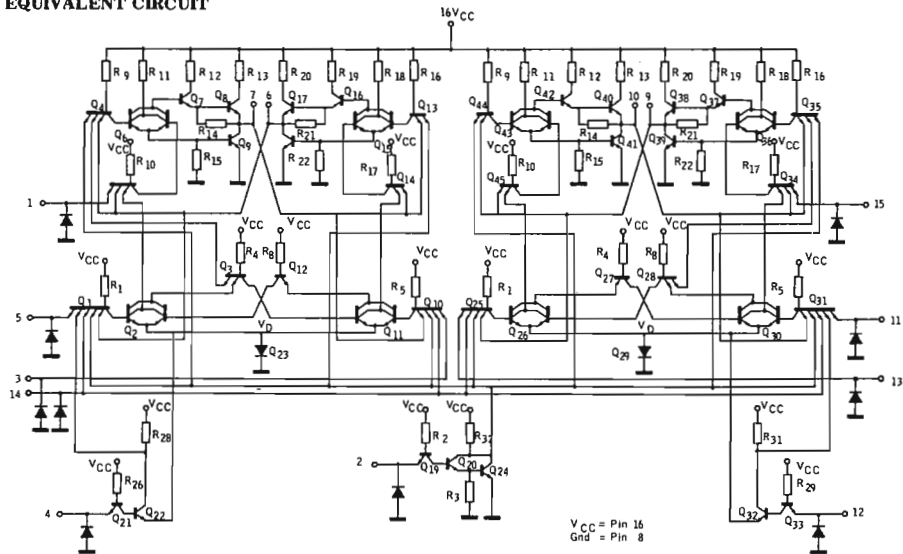 EQUIVALENT CIRCUIT
16VCC
R9 R11 R12 R13 R20 R19 R18 R16 R9 R11 R12 R13 R20 R19 R18 R16
Q4 Q7 Q8 7 6 Q17 Q16 Q13 Q44 Q42 Q40 10 9 Q38 Q37 Q35
Q6 R14 Q9 R21 Q15 Q43 R14 Q41 Q39 R21 Q36
VCC R10 R15 R22 VCC R17 Q14 VCC R10 Q45 R15 R22 VCC R17 Q34
1 15
VCC VCC VCC VCC
VCC Q3 R4 R8 Q12 R5 VCC VCC R4 R8 R5 VCC
Q1 R1 Q10 Q25 R1 Q27 Q28 Q31
5 Q2 VD Q11 Q26 VD Q30 11
Q23 Q29
3 13
14
VCC VCC VCC VCC
R28 R2 R32 R31
VCC 2 Q19 Q20 Q24 VCC
R26 R3 R29
4 Q21 Q22 Q32 Q33 12
VCC = Pin 16
Gnd = Pin 8